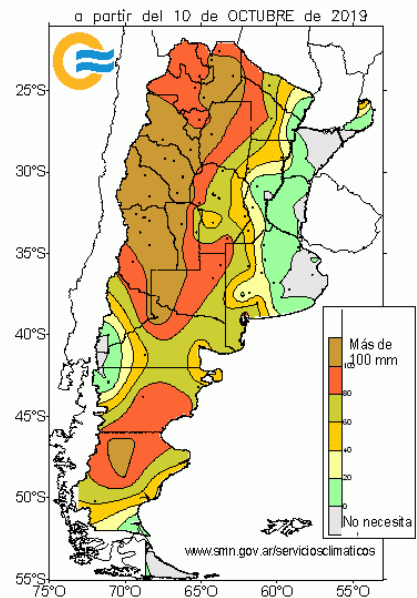 a partir del 10 de OCTUBRE de 2019
25°S
30°S
35°S
40°S
45°S
50°S
55°S
75°O
70°O
65°O
60°O
55°O
Más de
100 mm
100
80
60
40
20
0
No necesita
www.smn.gov.ar/serviciosclimaticos